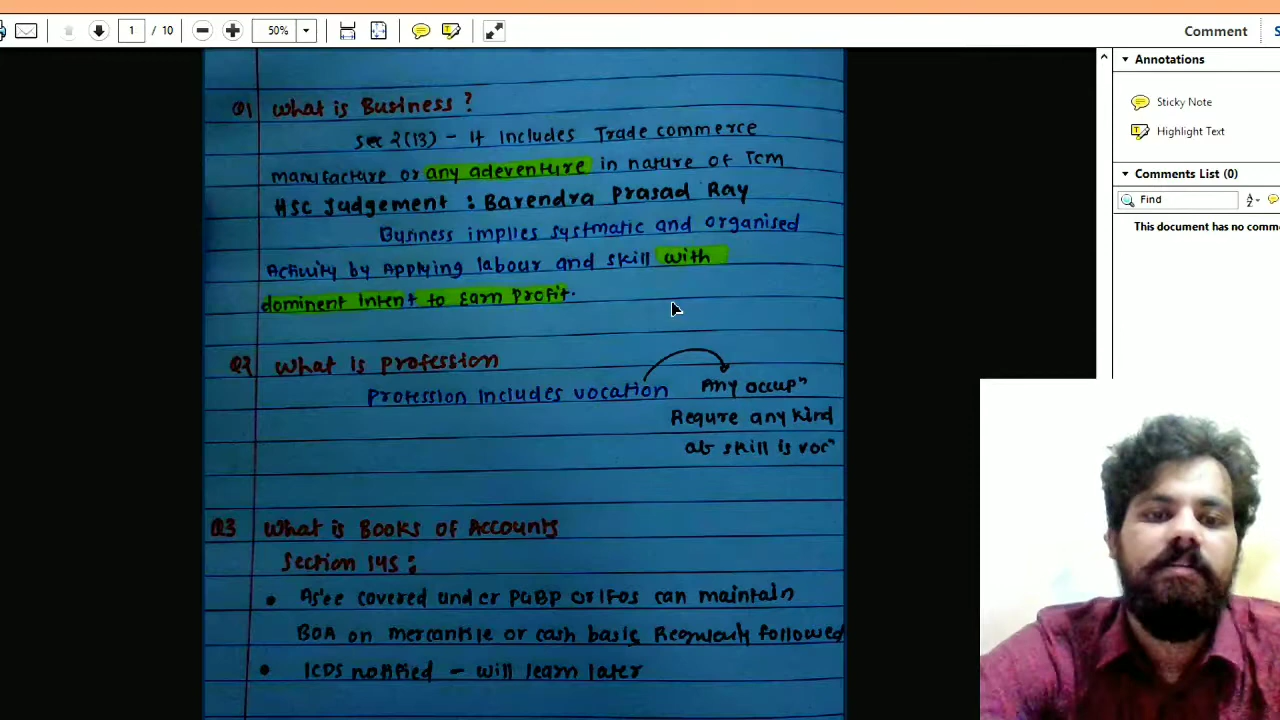 1 / 10
50%
Comment
Annotations
Sticky Note
Highlight Text
Comments List (0)
Find
This document has no comme
Q1 What is Business ?
sec 2(13) - It includes Trade commerce
manufacture or any adeventure in nature of Tcm
HSC Judgement : Barendra Prasad Ray
Business implies systmatic and organised
Activity by Applying labour and skill with
dominent intent to Earn Profit.
Q2 What is profession
Profession includes vocation Any occupⁿ
Requre any kind
of skill is vocⁿ
Q3 What is Books of Accounts
Section 145 :
• As'ee covered under PGBP or IFOS can maintain
BOA on mercantile or cash basis Regularly followed
• ICDS notified - will learn later